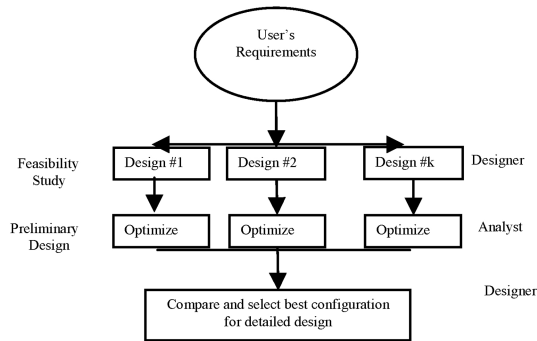 User's
Requirements
Feasibility
Study
Design #1
Design #2
Design #k
Designer
Preliminary
Design
Optimize
Optimize
Optimize
Analyst
Compare and select best configuration
for detailed design
Designer